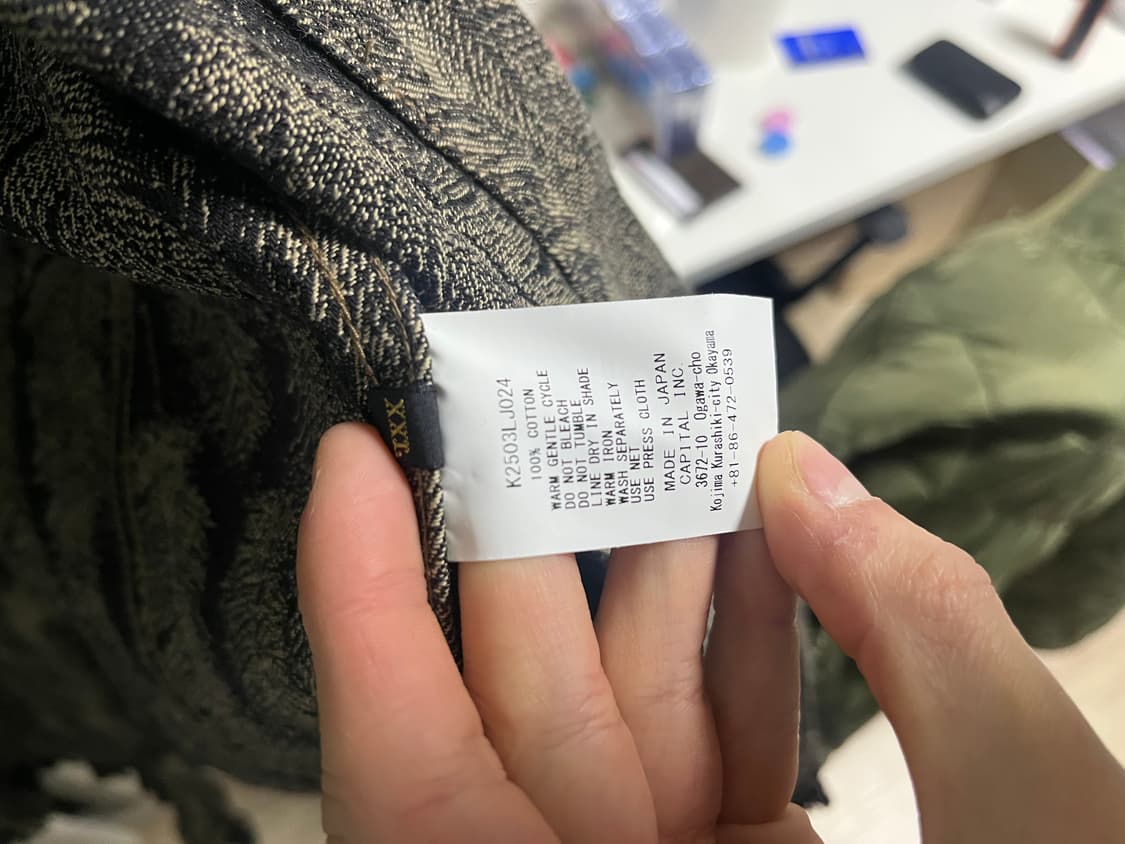 XXL
K2503LJ024
100% COTTON
WARM GENTLE CYCLE
DO NOT BLEACH
DO NOT TUMBLE
LINE DRY IN SHADE
WARM IRON
WASH SEPARATELY
USE NET
USE PRESS CLOTH
MADE IN JAPAN
CAPITAL INC.
3672-10 Ogawa-cho
Kojima Kurashiki-city Okayama
+81-86-472-0539